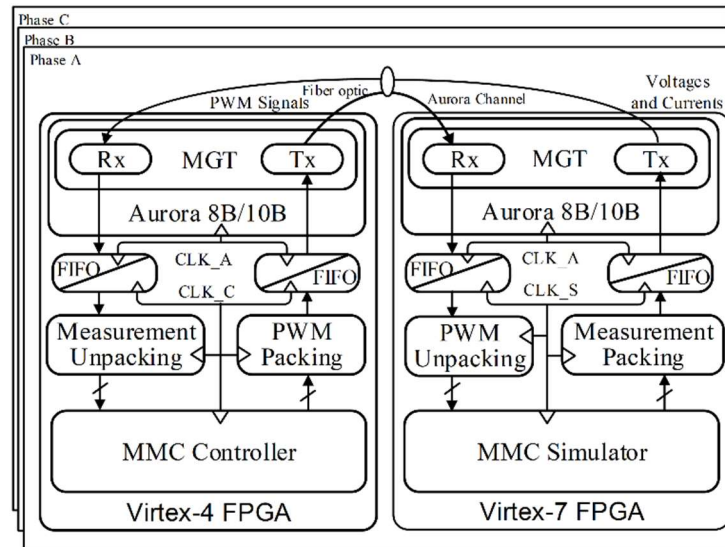 Phase C
Phase B
Phase A
Fiber optic
PWM Signals
Aurora Channel
Voltages
and Currents
Rx
MGT
Tx
Aurora 8B/10B
FIFO
CLK_A
FIFO
CLK_C
Measurement
Unpacking
PWM
Packing
MMC Controller
Virtex-4 FPGA
Rx
MGT
Tx
Aurora 8B/10B
FIFO
CLK_A
FIFO
CLK_S
PWM
Unpacking
Measurement
Packing
MMC Simulator
Virtex-7 FPGA